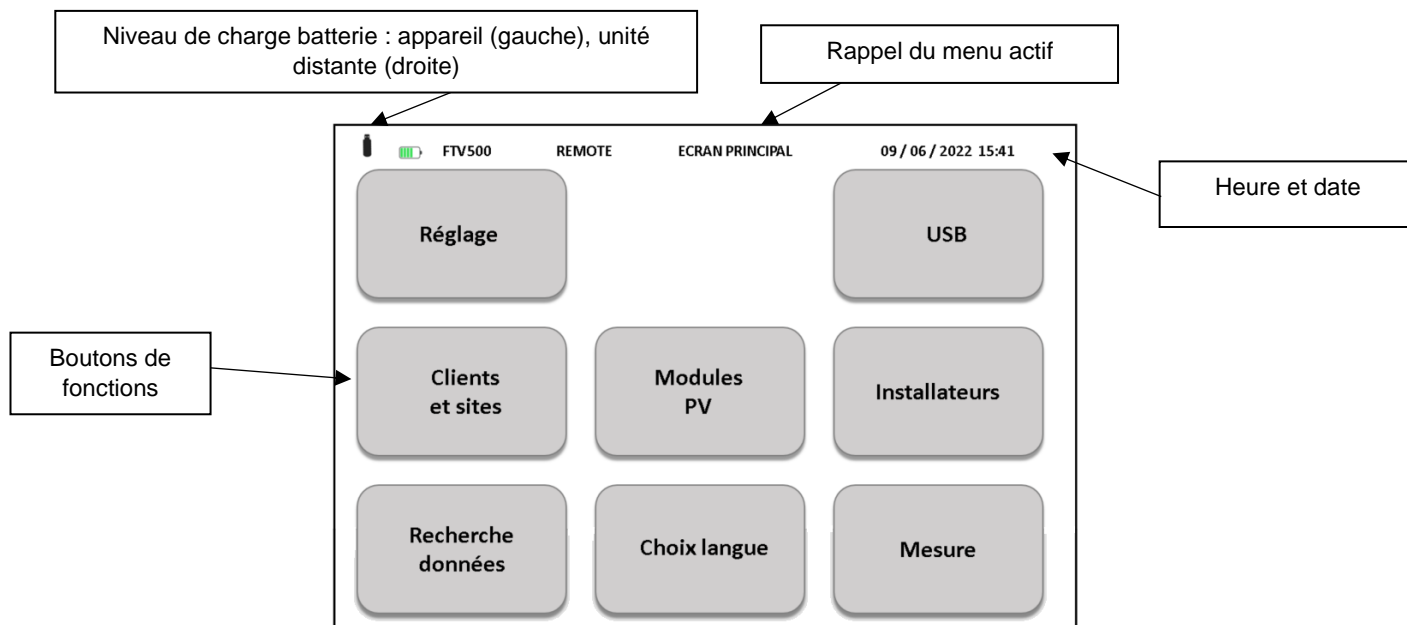 Niveau de charge batterie : appareil (gauche), unité
distante (droite)
Rappel du menu actif
FTV500 REMOTE ECRAN PRINCIPAL 09 / 06 / 2022 15:41
Heure et date
Réglage
USB
Boutons de
fonctions
Clients
et sites
Modules
PV
Installateurs
Recherche
données
Choix langue
Mesure